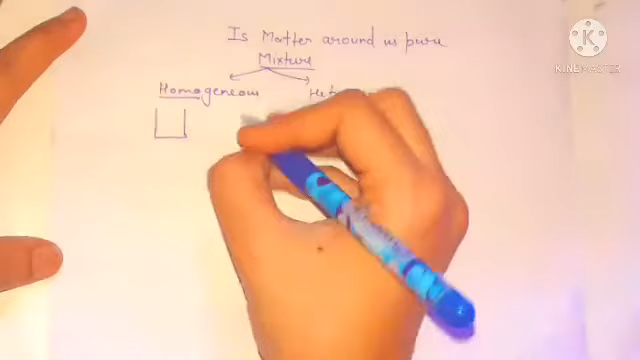 Is Matter around us pure
Mixture
Homogeneous
KINEMASTER